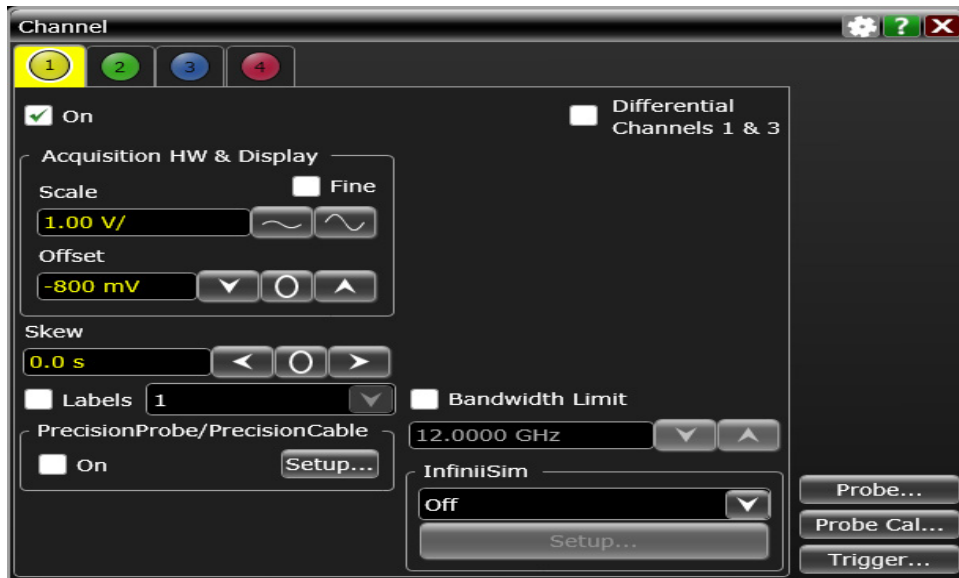 Channel
?
X
1
2
3
4
On
Differential
Channels 1 & 3
Acquisition HW & Display
Scale
Fine
1.00 V/
Offset
-800 mV
Skew
0.0 s
Labels
1
Bandwidth Limit
PrecisionProbe/PrecisionCable
12.0000 GHz
On
Setup...
InfiniiSim
Off
Setup...
Probe...
Probe Cal...
Trigger...